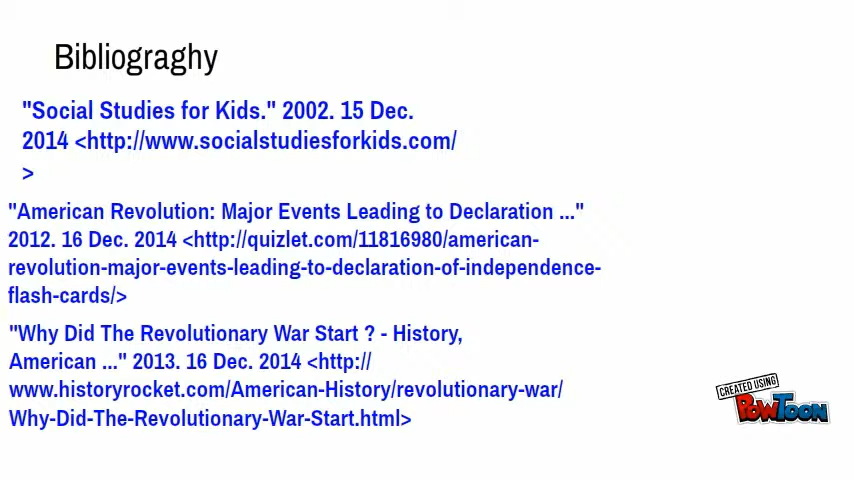 Bibliograghy
"Social Studies for Kids." 2002. 15 Dec.
2014 <http://www.socialstudiesforkids.com/
>
"American Revolution: Major Events Leading to Declaration ..."
2012. 16 Dec. 2014 <http://quizlet.com/11816980/american-
revolution-major-events-leading-to-declaration-of-independence-
flash-cards/>
"Why Did The Revolutionary War Start ? - History,
American ..." 2013. 16 Dec. 2014 <http://
www.historyrocket.com/American-History/revolutionary-war/
Why-Did-The-Revolutionary-War-Start.html>
CREATED USING
POWTOON